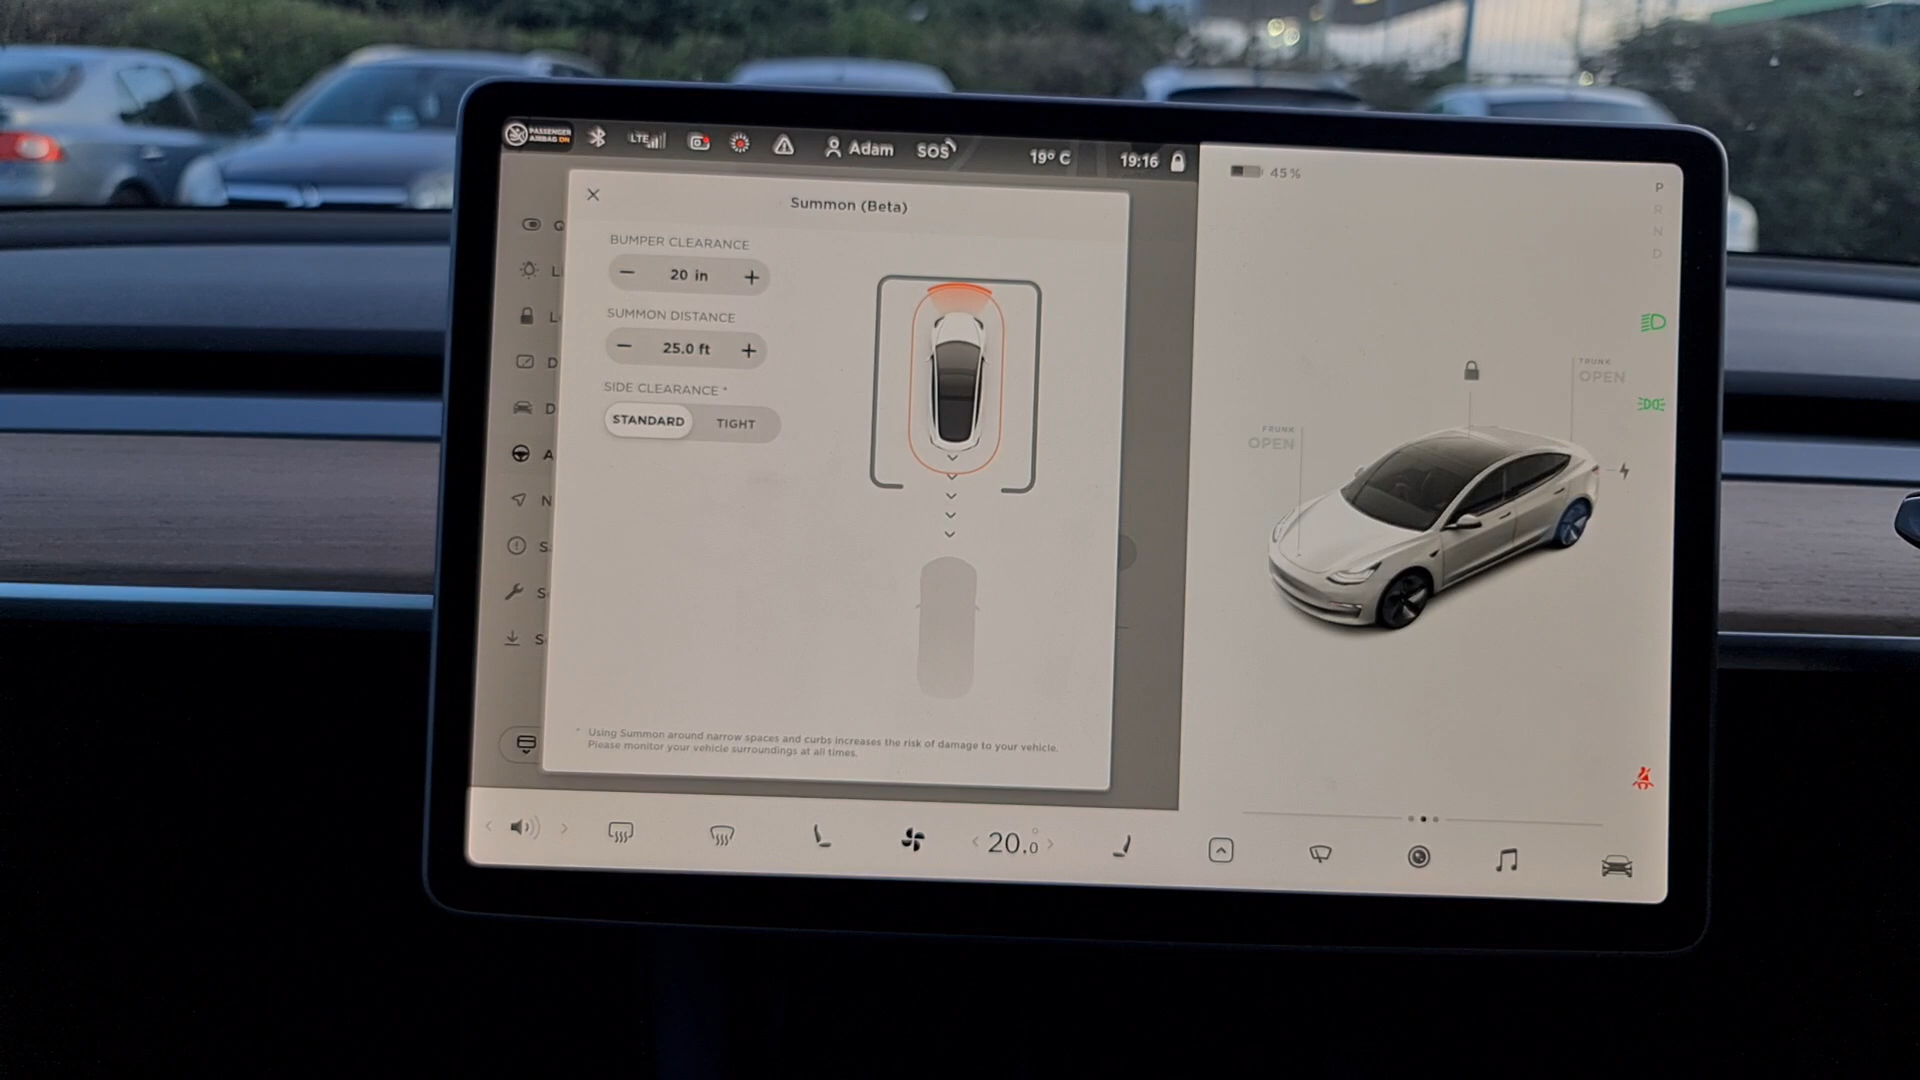 PASSENGER
AIRBAG ON
LTE
Adam
SOS
19° C
19:16
45 %
P
R
N
D
Summon (Beta)
BUMPER CLEARANCE
20 in
SUMMON DISTANCE
25.0 ft
SIDE CLEARANCE *
STANDARD
TIGHT
L
L
D
D
A
N
S
S
S
TRUNK
OPEN
FRUNK
OPEN
* Using Summon around narrow spaces and curbs increases the risk of damage to your vehicle.
Please monitor your vehicle surroundings at all times.
20.0°